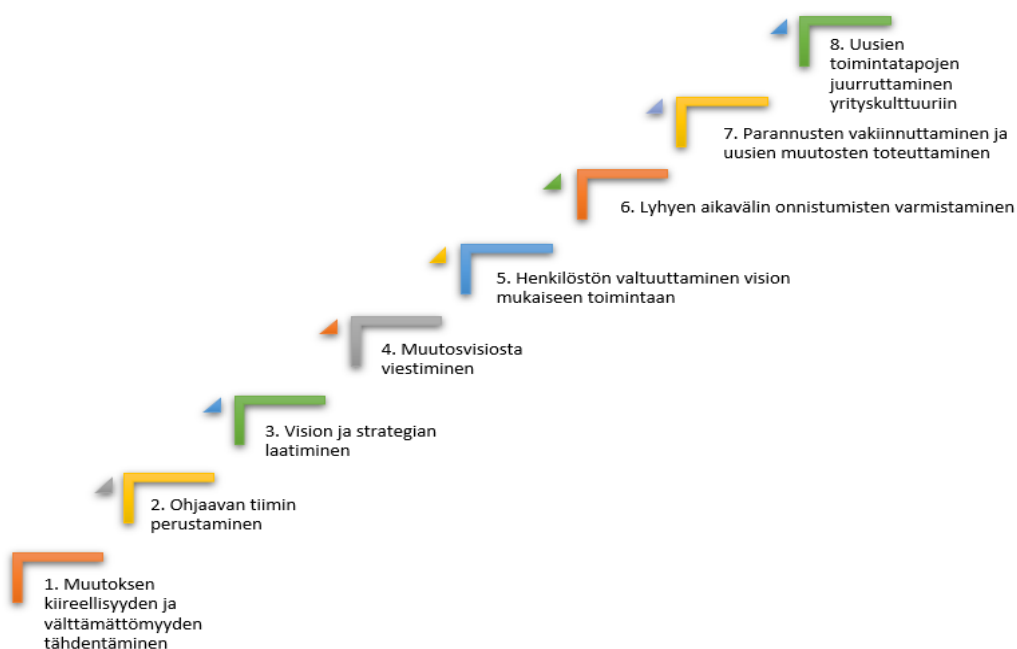 8. Uusien
toimintatapojen
juurruttaminen
yrityskulttuuriin
7. Parannusten vakiinnuttaminen ja
uusien muutosten toteuttaminen
6. Lyhyen aikavälin onnistumisten varmistaminen
5. Henkilöstön valtuuttaminen vision
mukaiseen toimintaan
4. Muutosvisiosta
viestiminen
3. Vision ja strategian
laatiminen
2. Ohjaavan tiimin
perustaminen
1. Muutoksen
kiireellisyyden ja
välttämättömyyden
tähdentäminen